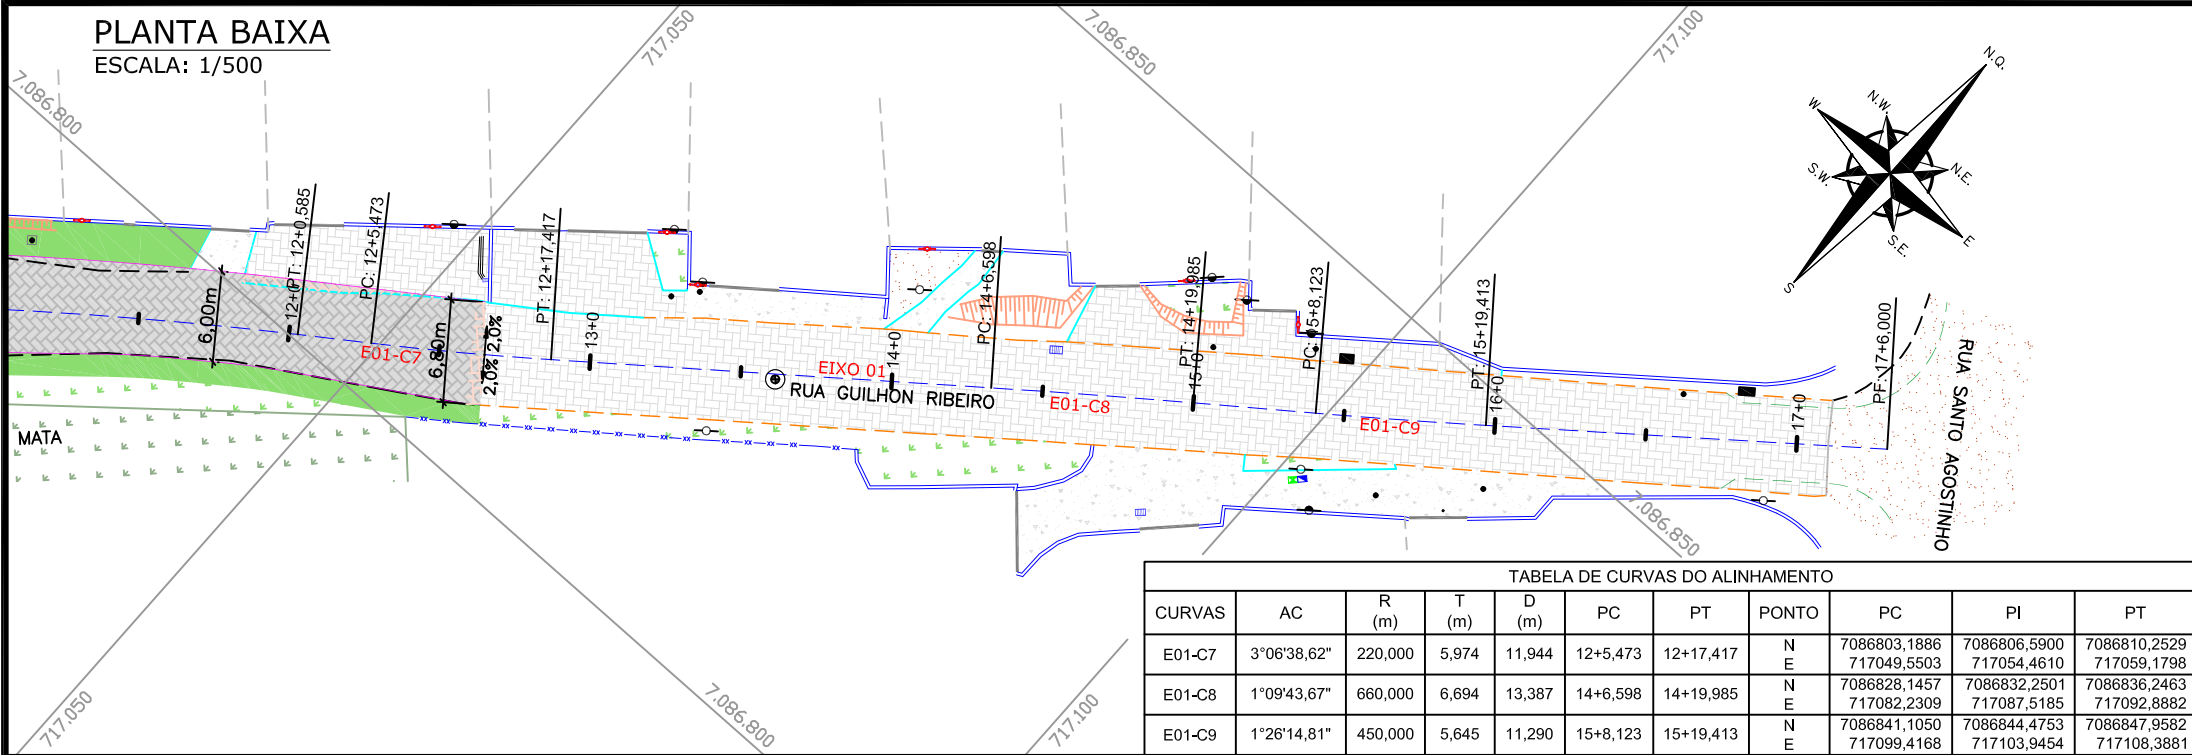 PLANTA BAIXA
ESCALA: 1/500
7.086.800
717.050
7.086.850
717.100
N.Q.
N.W.
W
N.E.
S.W.
E
S.E.
S
PT: 12+0,585
PC: 12+5,473
PT: 12+17,417
PC: 14+6,598
PT: 14+19,985
PC: 15+8,123
PT: 15+19,413
PF: 17+6,000
12+0
13+0
14+0
15+0
16+0
17+0
6,00m
6,80m
2,0% 2,0%
E01-C7
EIXO 01
RUA GUILHON RIBEIRO
E01-C8
E01-C9
RUA SANTO AGOSTINHO
MATA
717.050
7.086.800
717.100
7.086.850
TABELA DE CURVAS DO ALINHAMENTO
CURVAS AC R (m) T (m) D (m) PC PT PONTO PC PI PT
E01-C7 3°06'38,62" 220,000 5,974 11,944 12+5,473 12+17,417 N 7086803,1886 7086806,5900 7086810,2529
E 717049,5503 717054,4610 717059,1798
E01-C8 1°09'43,67" 660,000 6,694 13,387 14+6,598 14+19,985 N 7086828,1457 7086832,2501 7086836,2463
E 717082,2309 717087,5185 717092,8882
E01-C9 1°26'14,81" 450,000 5,645 11,290 15+8,123 15+19,413 N 7086841,1050 7086844,4753 7086847,9582
E 717099,4168 717103,9454 717108,3881